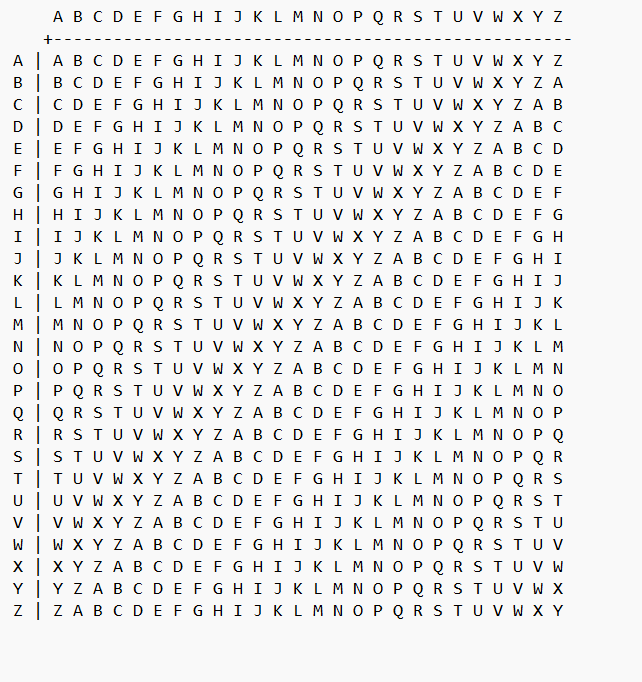 A B C D E F G H I J K L M N O P Q R S T U V W X Y Z
+----------------------------------------------------
A | A B C D E F G H I J K L M N O P Q R S T U V W X Y Z
B | B C D E F G H I J K L M N O P Q R S T U V W X Y Z A
C | C D E F G H I J K L M N O P Q R S T U V W X Y Z A B
D | D E F G H I J K L M N O P Q R S T U V W X Y Z A B C
E | E F G H I J K L M N O P Q R S T U V W X Y Z A B C D
F | F G H I J K L M N O P Q R S T U V W X Y Z A B C D E
G | G H I J K L M N O P Q R S T U V W X Y Z A B C D E F
H | H I J K L M N O P Q R S T U V W X Y Z A B C D E F G
I | I J K L M N O P Q R S T U V W X Y Z A B C D E F G H
J | J K L M N O P Q R S T U V W X Y Z A B C D E F G H I
K | K L M N O P Q R S T U V W X Y Z A B C D E F G H I J
L | L M N O P Q R S T U V W X Y Z A B C D E F G H I J K
M | M N O P Q R S T U V W X Y Z A B C D E F G H I J K L
N | N O P Q R S T U V W X Y Z A B C D E F G H I J K L M
O | O P Q R S T U V W X Y Z A B C D E F G H I J K L M N
P | P Q R S T U V W X Y Z A B C D E F G H I J K L M N O
Q | Q R S T U V W X Y Z A B C D E F G H I J K L M N O P
R | R S T U V W X Y Z A B C D E F G H I J K L M N O P Q
S | S T U V W X Y Z A B C D E F G H I J K L M N O P Q R
T | T U V W X Y Z A B C D E F G H I J K L M N O P Q R S
U | U V W X Y Z A B C D E F G H I J K L M N O P Q R S T
V | V W X Y Z A B C D E F G H I J K L M N O P Q R S T U
W | W X Y Z A B C D E F G H I J K L M N O P Q R S T U V
X | X Y Z A B C D E F G H I J K L M N O P Q R S T U V W
Y | Y Z A B C D E F G H I J K L M N O P Q R S T U V W X
Z | Z A B C D E F G H I J K L M N O P Q R S T U V W X Y